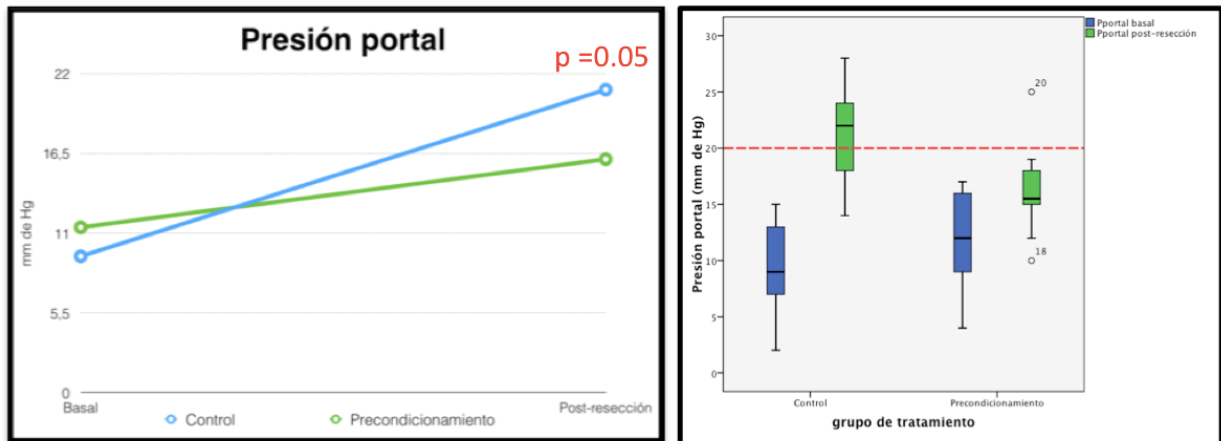 Presión portal
p =0.05
22
16,5
11
5,5
0
mm de Hg
Basal
Post-resección
Control
Precondicionamiento
Pportal basal
Pportal post-resección
30
25
20
15
10
5
0
Presión portal (mm de Hg)
20
18
Control
Precondicionamiento
grupo de tratamiento